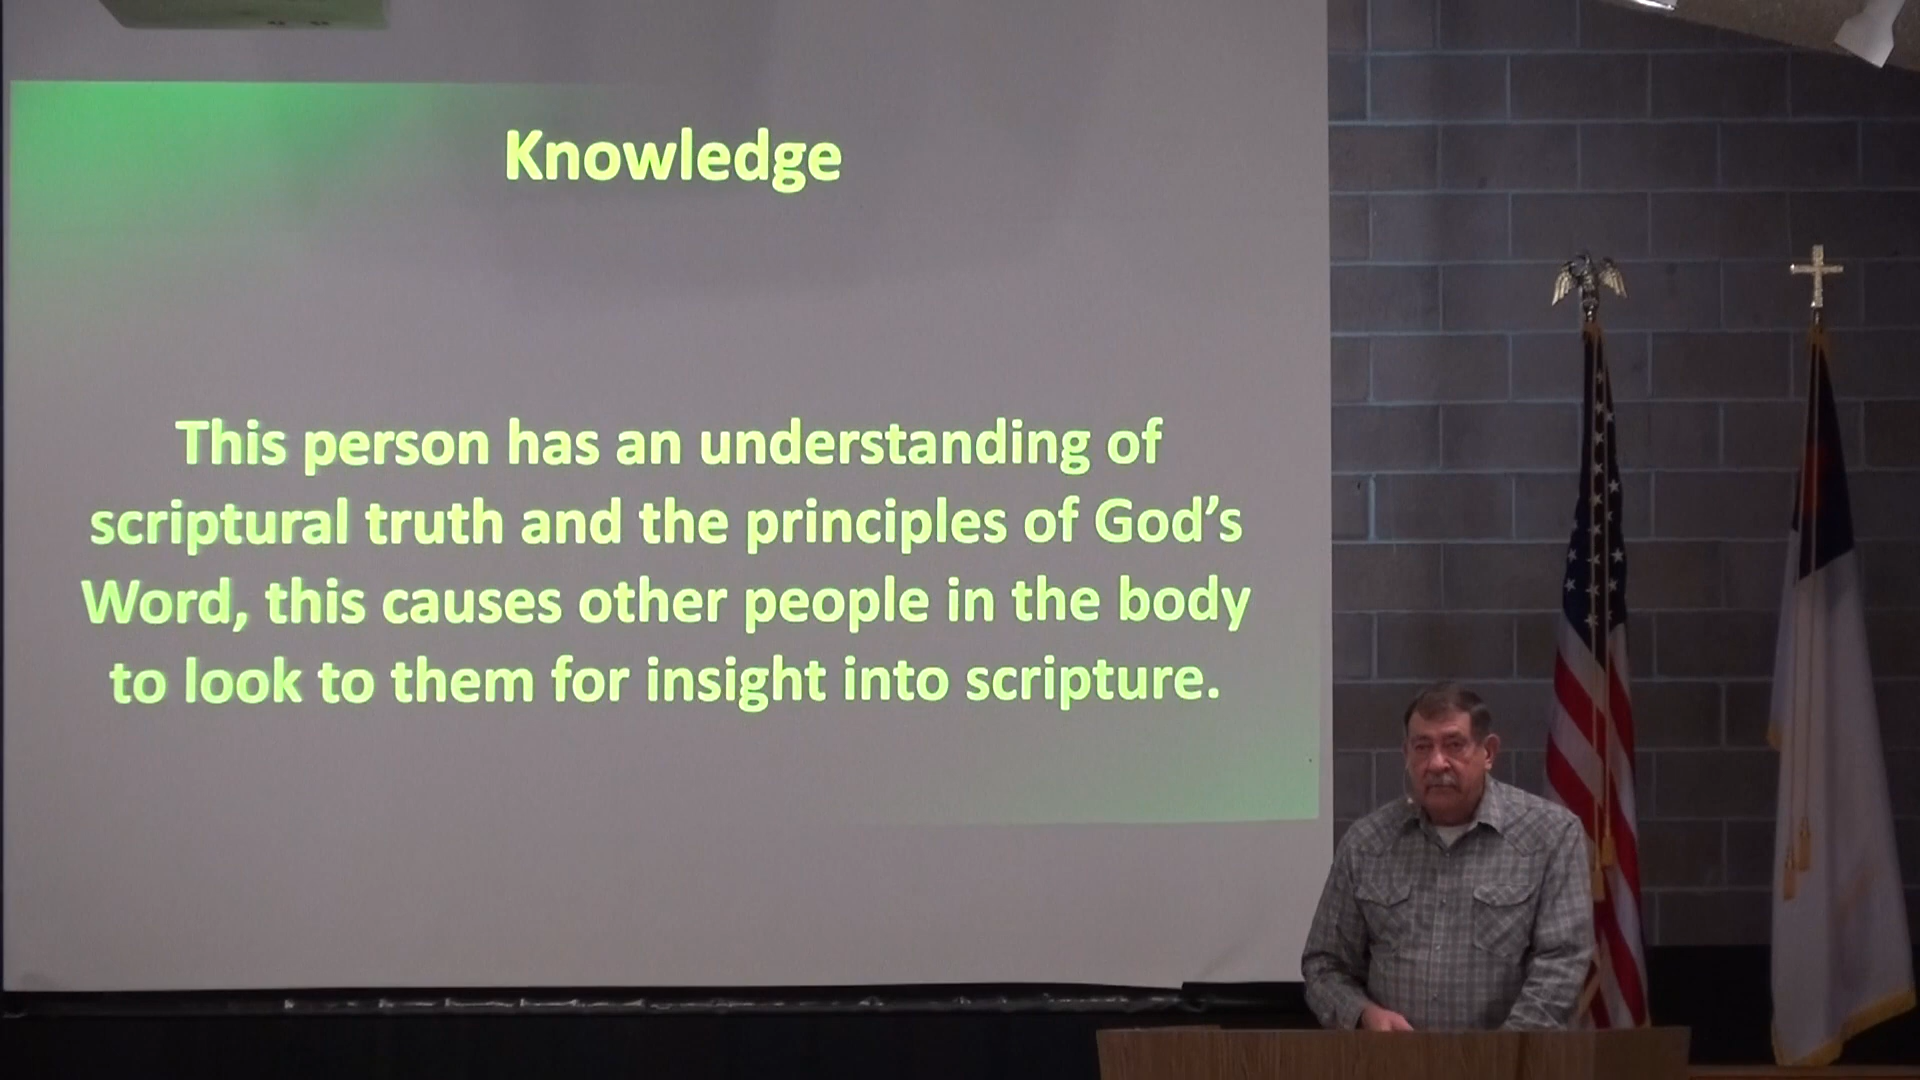 Knowledge
This person has an understanding of
scriptural truth and the principles of God’s
Word, this causes other people in the body
to look to them for insight into scripture.